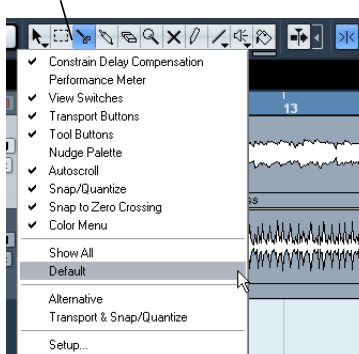 13
Constrain Delay Compensation
Performance Meter
View Switches
Transport Buttons
Tool Buttons
Nudge Palette
Autoscroll
Snap/Quantize
Snap to Zero Crossing
Color Menu
Show All
Default
Alternative
Transport & Snap/Quantize
Setup...